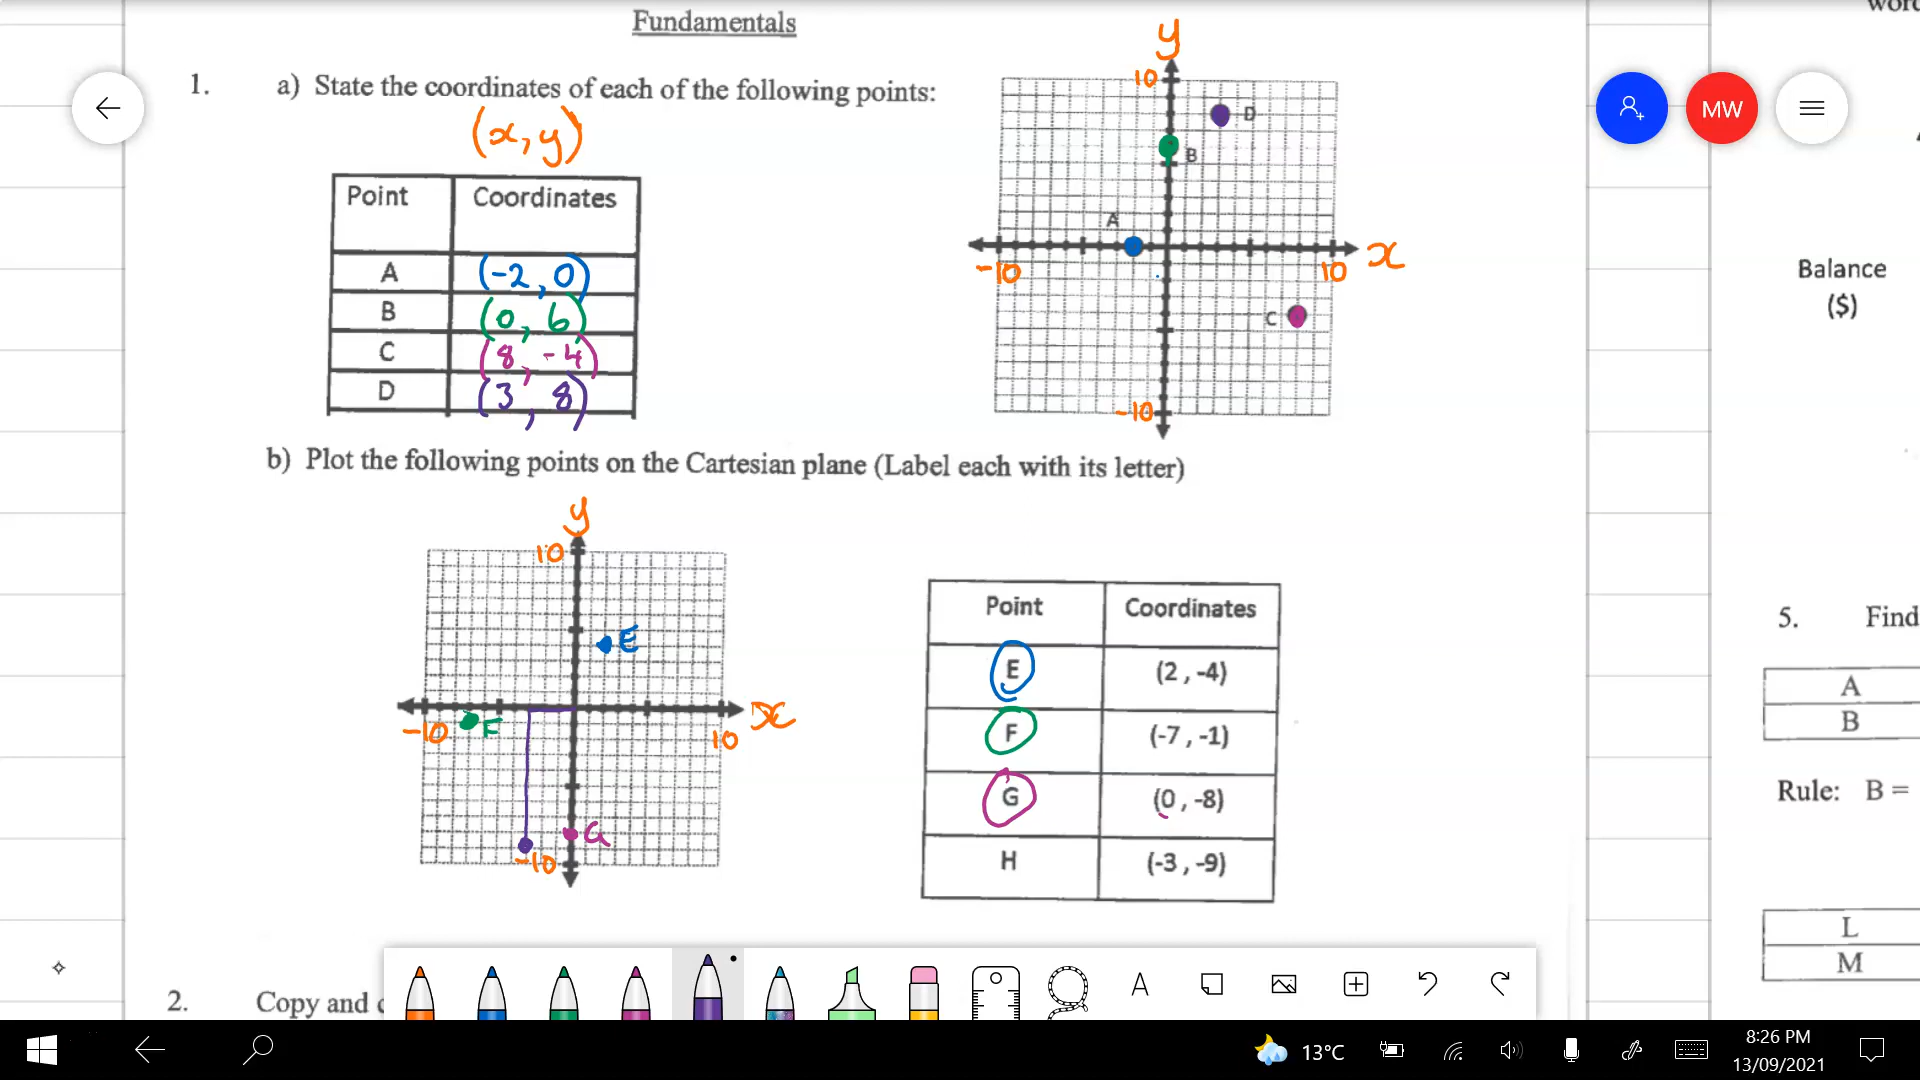 Fundamentals
word
1. a) State the coordinates of each of the following points:
(x, y)
Point Coordinates
A (-2, 0)
B (0, 6)
C (8, -4)
D (3, 8)
y
10
D
B
A
x
-10
10
C
-10
MW
Balance
($)
b) Plot the following points on the Cartesian plane (Label each with its letter)
y
10
E
x
-10
F
10
G
-10
Point Coordinates
E (2, -4)
F (-7, -1)
G (0, -8)
H (-3, -9)
5. Find
A
B
Rule: B =
L
M
2. Copy and c
A
13°C
8:26 PM
13/09/2021